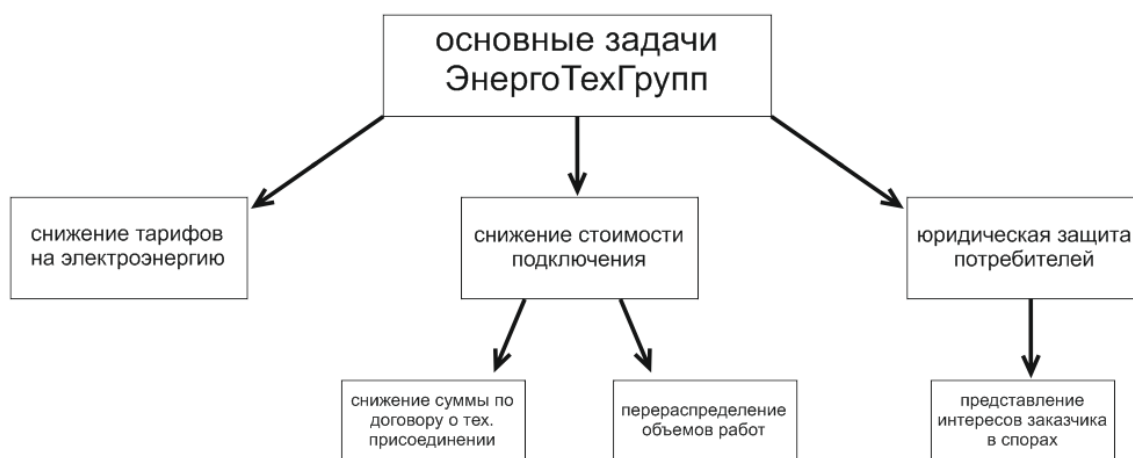 основные задачи
ЭнергоТехГрупп
снижение тарифов
на электроэнергию
снижение стоимости
подключения
юридическая защита
потребителей
снижение суммы по
договору о тех.
присоединении
перераспределение
объемов работ
представление
интересов заказчика
в спорах